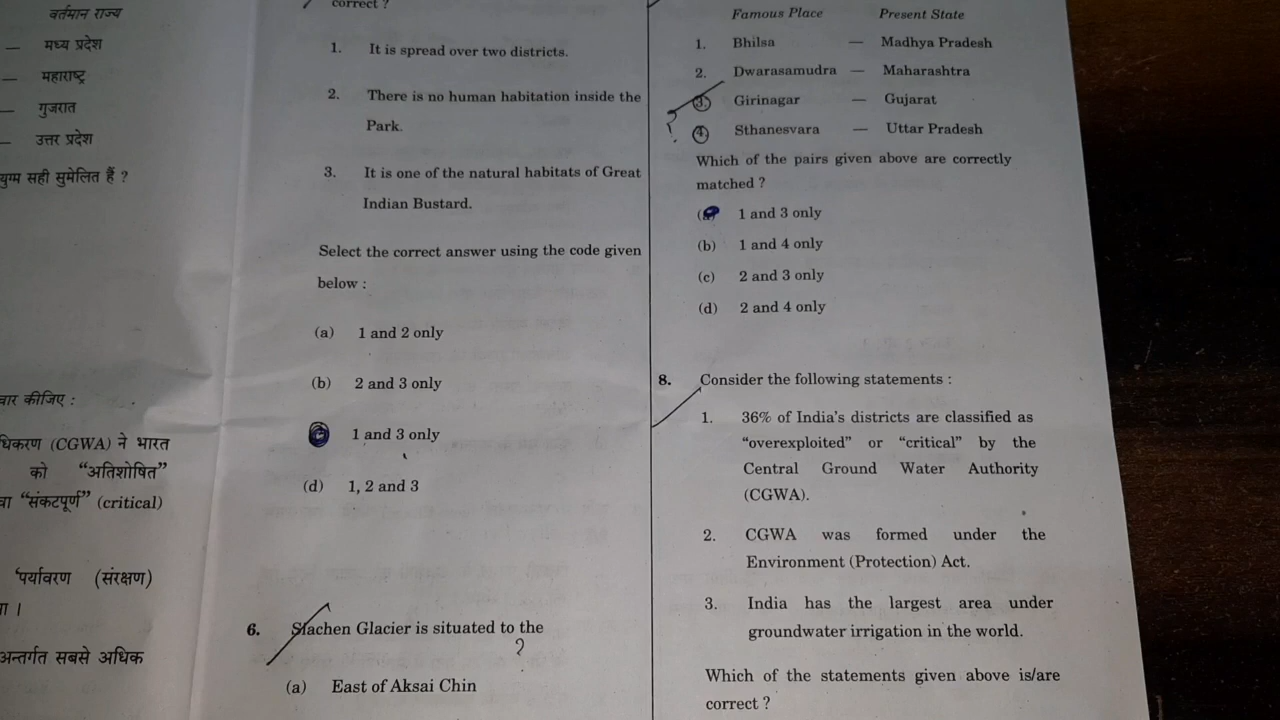 वर्तमान राज्य
— मध्य प्रदेश
— महाराष्ट्र
— गुजरात
— उत्तर प्रदेश
युग्म सही सुमेलित हैं ?
कीजिए :
(CGWA) ने भारत
को “अतिशोषित”
“संकटपूर्ण” (critical)
पर्यावरण (संरक्षण)
अन्तर्गत सबसे अधिक
correct ?
1. It is spread over two districts.
2. There is no human habitation inside the
Park.
3. It is one of the natural habitats of Great
Indian Bustard.
Select the correct answer using the code given
below :
(a) 1 and 2 only
(b) 2 and 3 only
1 and 3 only
(d) 1, 2 and 3
6. Siachen Glacier is situated to the
?
(a) East of Aksai Chin
Famous Place Present State
1. Bhilsa — Madhya Pradesh
2. Dwarasamudra — Maharashtra
3. Girinagar — Gujarat
? 4. Sthanesvara — Uttar Pradesh
Which of the pairs given above are correctly
matched ?
(a) 1 and 3 only
(b) 1 and 4 only
(c) 2 and 3 only
(d) 2 and 4 only
8. Consider the following statements :
1. 36% of India’s districts are classified as
“overexploited” or “critical” by the
Central Ground Water Authority
(CGWA).
2. CGWA was formed under the
Environment (Protection) Act.
3. India has the largest area under
groundwater irrigation in the world.
Which of the statements given above is/are
correct ?